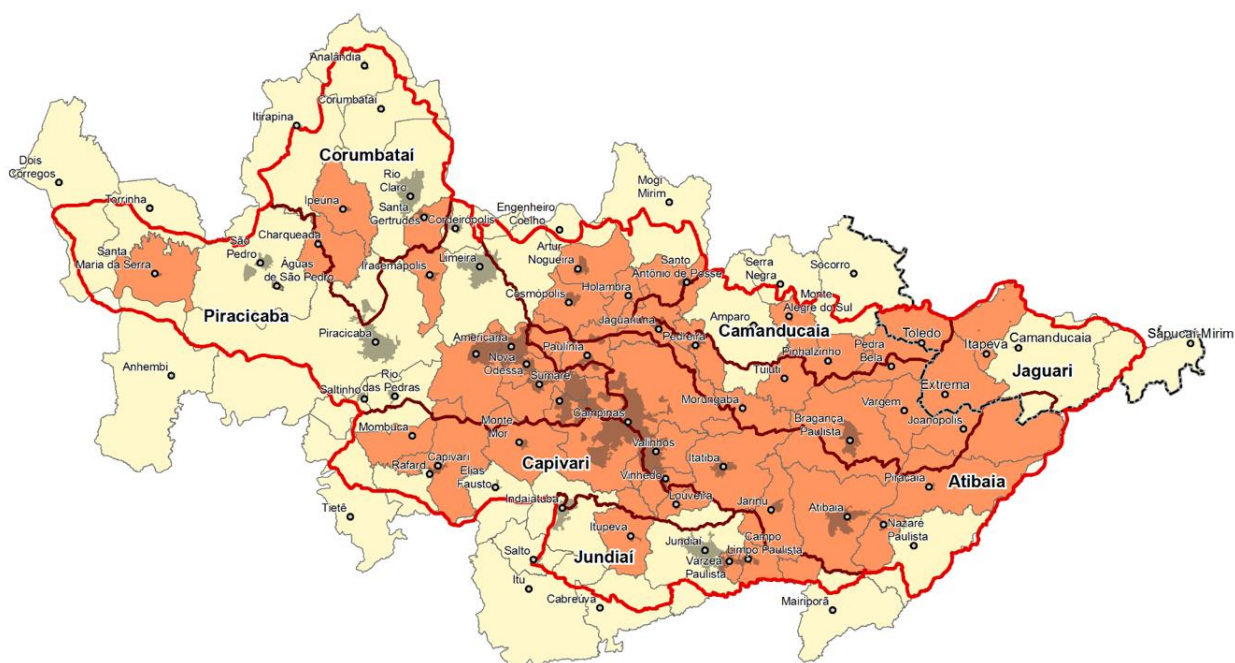 Analândia
Corumbataí
Itirapina
Corumbataí
Dois
Córregos
Rio
Claro
Mogi
Mirim
Torrinha
Ipeúna
Santa
Gertrudes
Cordeirópolis
Engenheiro
Coelho
São
Pedro
Charqueada
Artur
Nogueira
Santo
Antônio de Posse
Serra
Negra
Socorro
Santa
Maria da Serra
Águas
de São Pedro
Iracemápolis
Limeira
Holambra
Monte
Alegre do Sul
Cosmópolis
Piracicaba
Jaguariúna
Amparo
Camanducaia
Toledo
Camanducaia
Sapucaí-Mirim
Itapeva
Piracicaba
Americana
Nova
Odessa
Paulínia
Pedreira
Pinhalzinho
Pedra
Bela
Jaguari
Anhembi
Sumaré
Tuiuti
Extrema
Saltinho
Rio
das Pedras
Campinas
Morungaba
Vargem
Bragança
Paulista
Joanópolis
Mombuca
Monte
Mor
Valinhos
Itatiba
Capivari
Rafard
Capivari
Elias
Fausto
Vinhedo
Piracaia
Atibaia
Indaiatuba
Louveira
Jarinu
Atibaia
Tietê
Itupeva
Nazaré
Paulista
Salto
Jundiaí
Jundiaí
Campo
Limpo Paulista
Várzea
Paulista
Itu
Cabreúva
Mairiporã